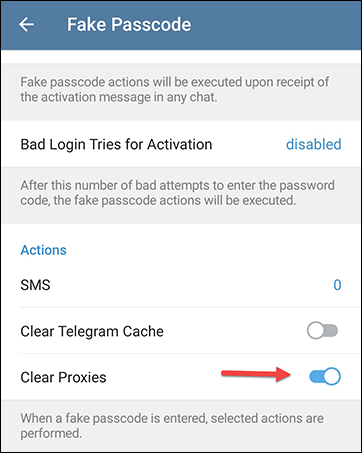 Fake Passcode
Fake passcode actions will be executed upon receipt
of the activation message in any chat.
Bad Login Tries for Activation disabled
After this number of bad attempts to enter the password
code, the fake passcode actions will be executed.
Actions
SMS 0
Clear Telegram Cache
Clear Proxies
When a fake passcode is entered, selected actions are
performed.